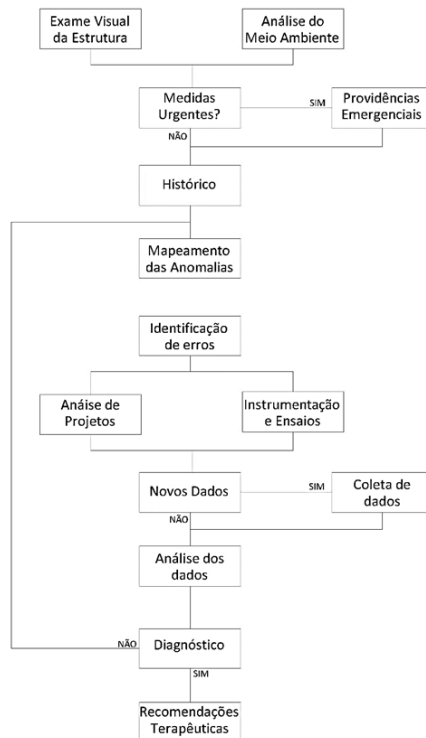 Exame Visual
da Estrutura
Análise do
Meio Ambiente
Medidas
Urgentes?
SIM
Providências
Emergenciais
NÃO
Histórico
Mapeamento
das Anomalias
Identificação
de erros
Anáise de
Projetos
Instrumentação
e Ensaios
Novos Dados
SIM
Coleta de
dados
NÃO
Análise dos
dados
NÃO
Diagnóstico
SIM
Recomendações
Terapêuticas